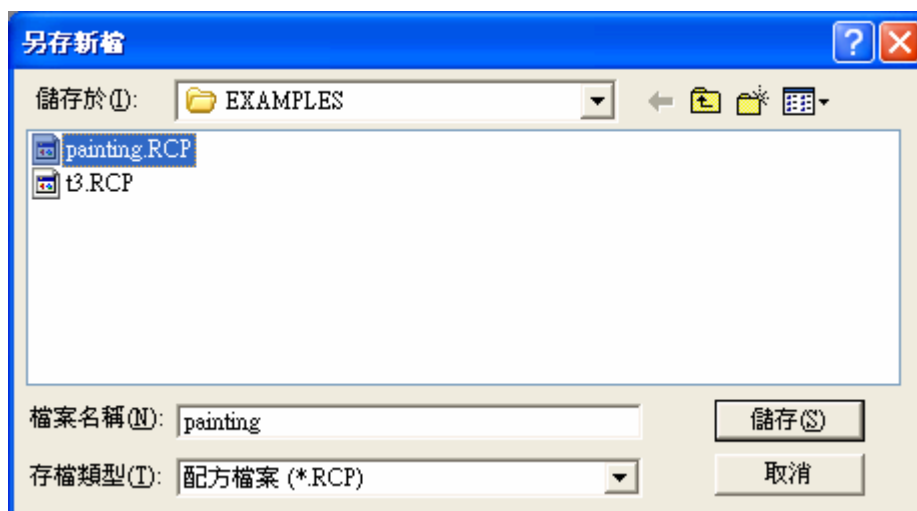 另存新檔
儲存於(I): EXAMPLES
painting.RCP
t3.RCP
檔案名稱(N): painting 儲存(S)
存檔類型(T): 配方檔案 (*.RCP) 取消